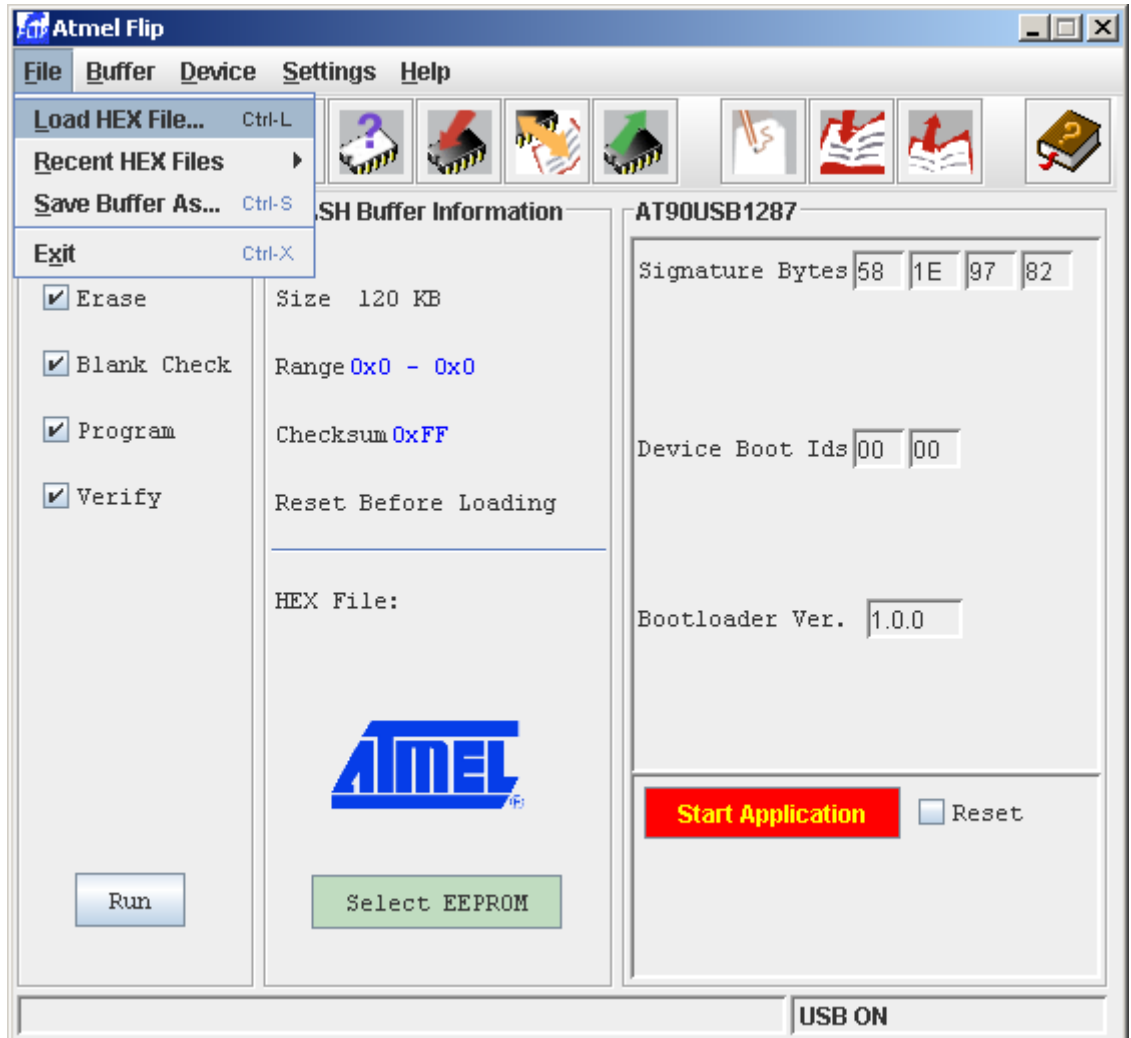 Atmel Flip
File Buffer Device Settings Help
Load HEX File... Ctrl-L
Recent HEX Files
Save Buffer As... Ctrl-S
Exit Ctrl-X
Erase
Blank Check
Program
Verify
Run
SH Buffer Information
Size 120 KB
Range 0x0 - 0x0
Checksum 0xFF
Reset Before Loading
HEX File:
ATMEL
Select EEPROM
AT90USB1287
Signature Bytes 58 1E 97 82
Device Boot Ids 00 00
Bootloader Ver. 1.0.0
Start Application Reset
USB ON